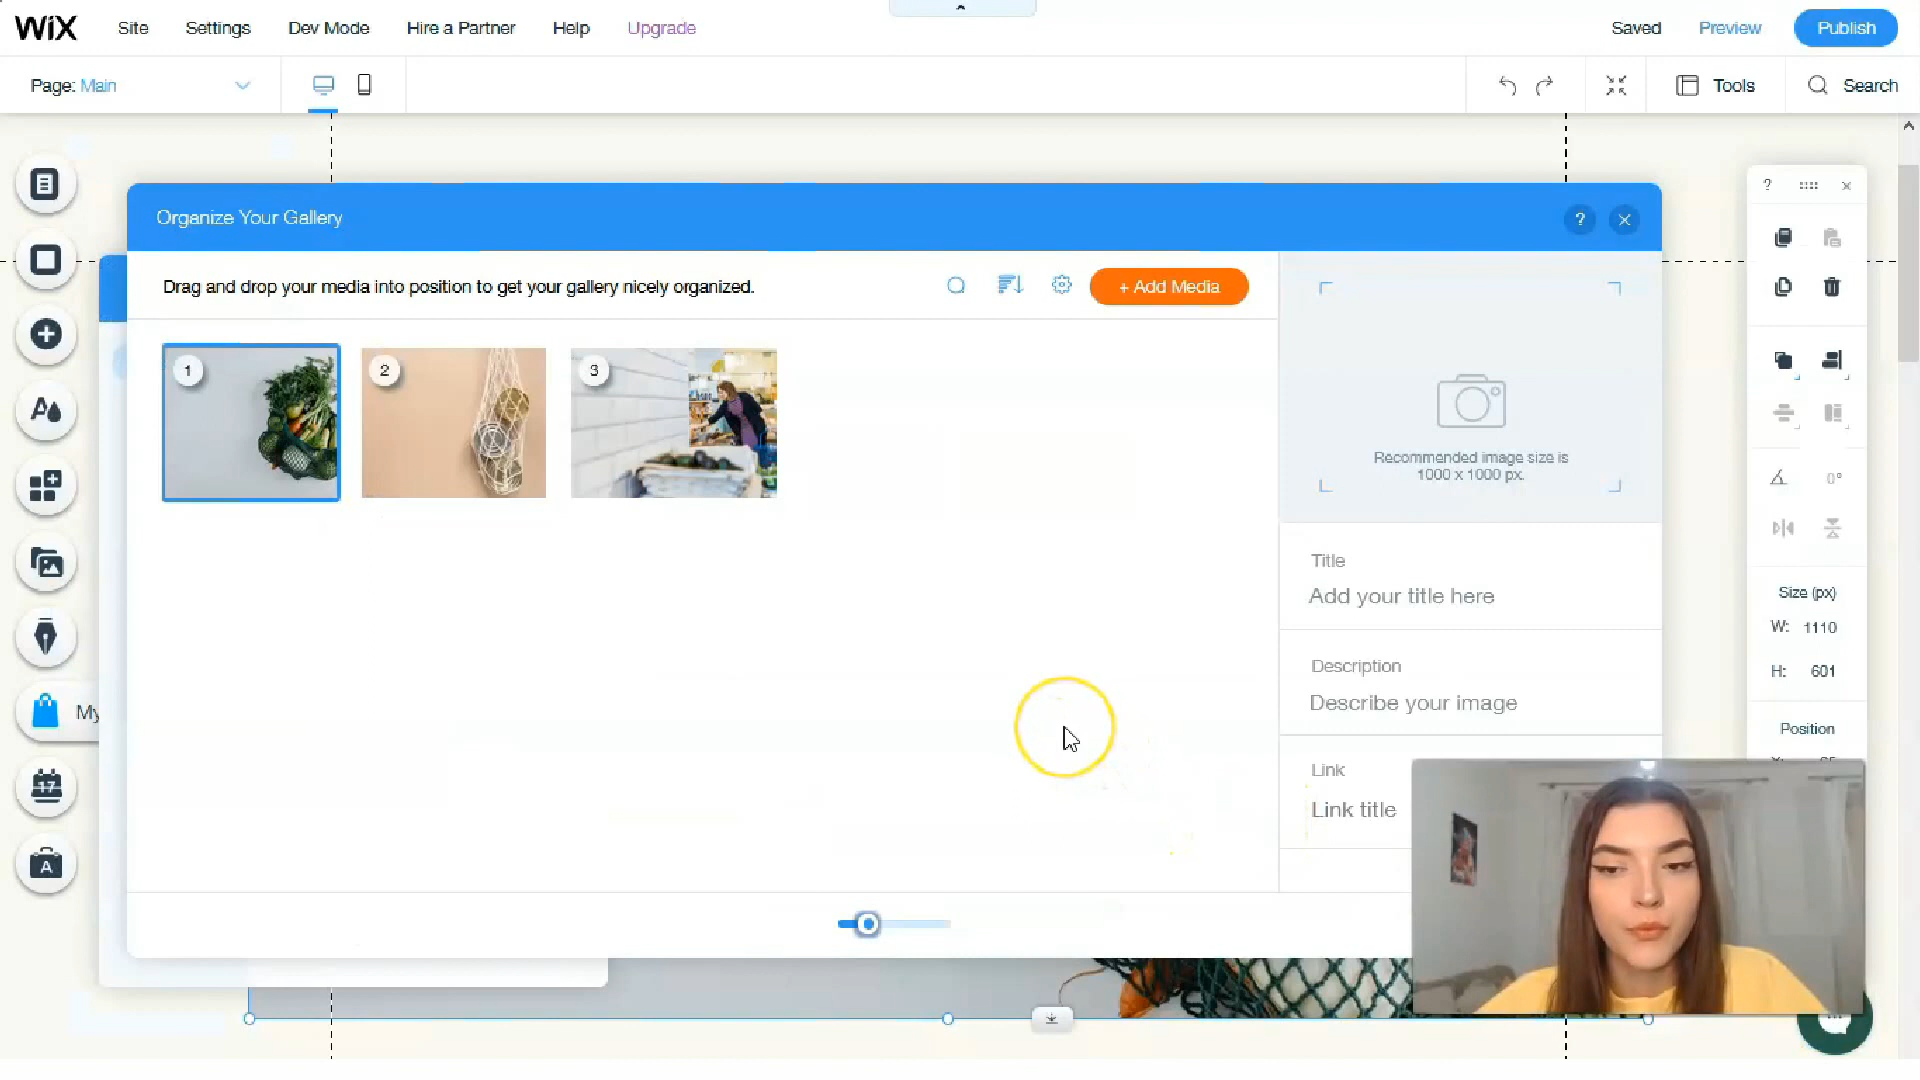 WiX Site Settings Dev Mode Hire a Partner Help Upgrade Saved Preview Publish
Page: Main Tools Search
Organize Your Gallery ? ?
Drag and drop your media into position to get your gallery nicely organized. + Add Media
1 2 3
Recommended image size is
1000 x 1000 px.
0°
Title
Add your title here
Size (px)
W: 1110
Description
H: 601
Describe your image
My
Position
Link
Link title
17
A